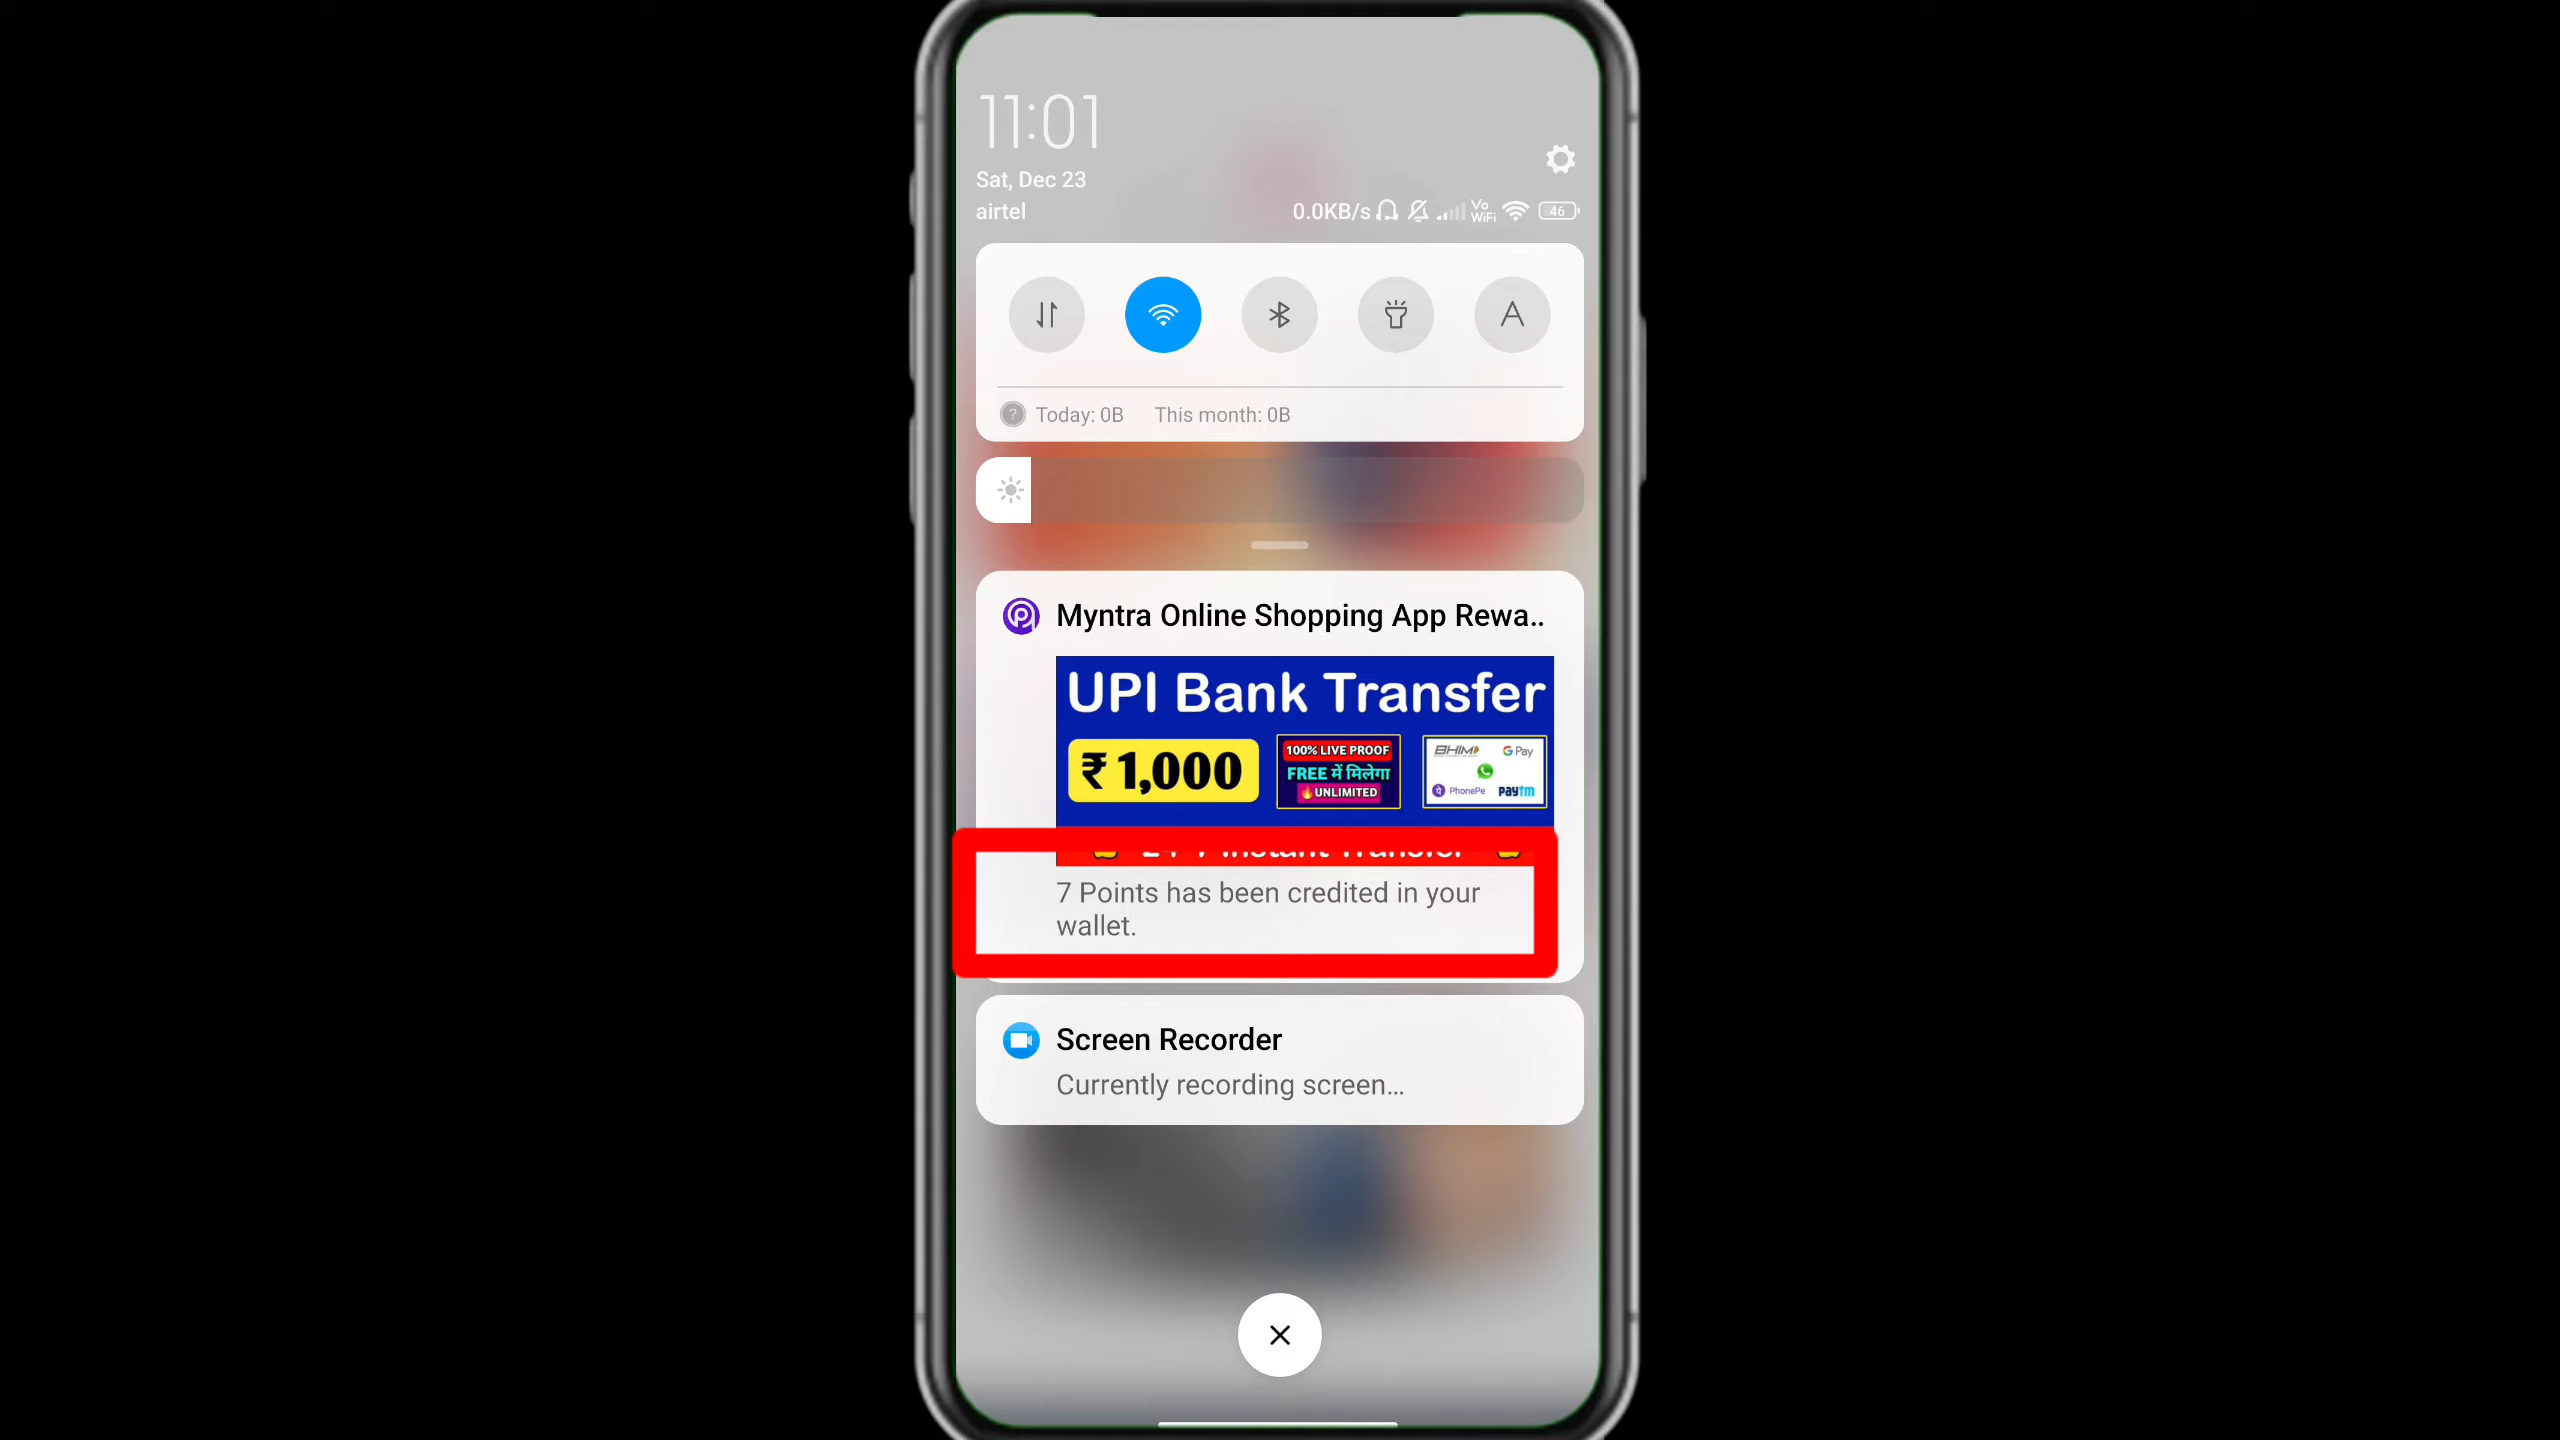 11:01
Sat, Dec 23
airtel
0.0KB/s
Vo
WiFi
46
A
? Today: 0B This month: 0B
Myntra Online Shopping App Rewa..
UPI Bank Transfer
₹ 1,000
100% LIVE PROOF
FREE में मिलेगा
UNLIMITED
BHIM
G Pay
PhonePe
paytm
Instant Transfer
7 Points has been credited in your
wallet.
Screen Recorder
Currently recording screen...